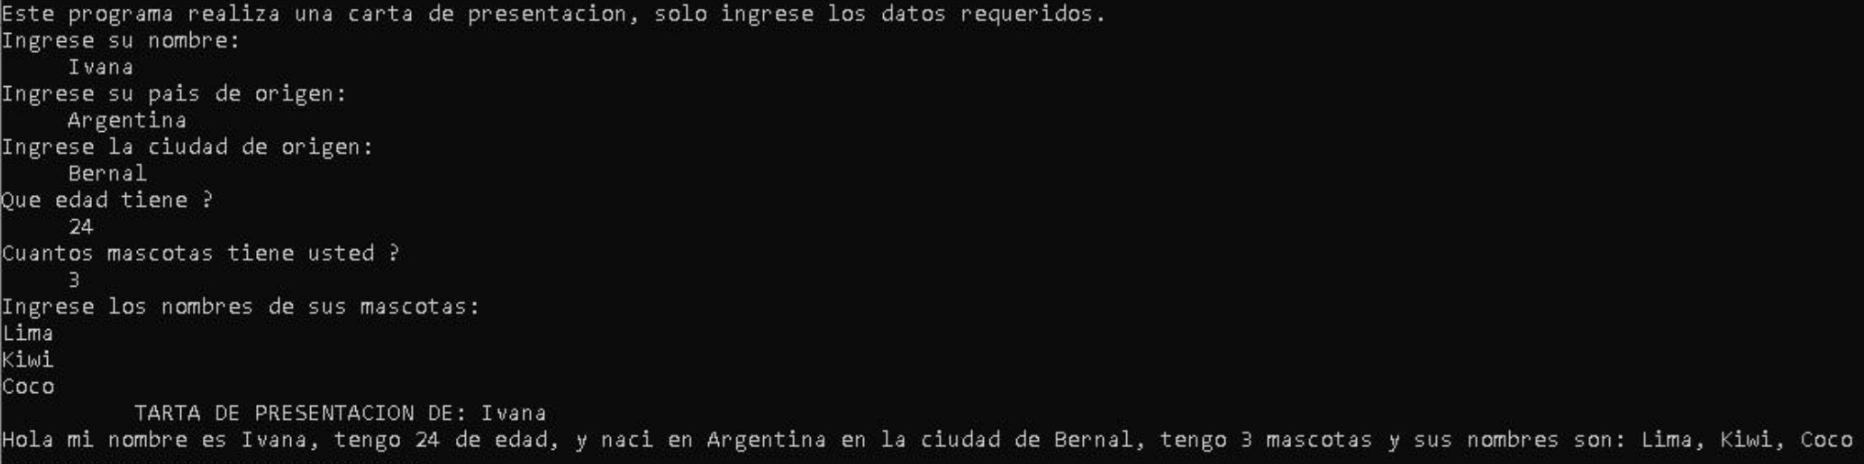 Este programa realiza una carta de presentacion, solo ingrese los datos requeridos.
Ingrese su nombre:
Ivana
Ingrese su pais de origen:
Argentina
Ingrese la ciudad de origen:
Bernal
Que edad tiene ?
24
Cuantos mascotas tiene usted ?
3
Ingrese los nombres de sus mascotas:
Lima
Kiwi
Coco
TARTA DE PRESENTACION DE: Ivana
Hola mi nombre es Ivana, tengo 24 de edad, y naci en Argentina en la ciudad de Bernal, tengo 3 mascotas y sus nombres son: Lima, Kiwi, Coco